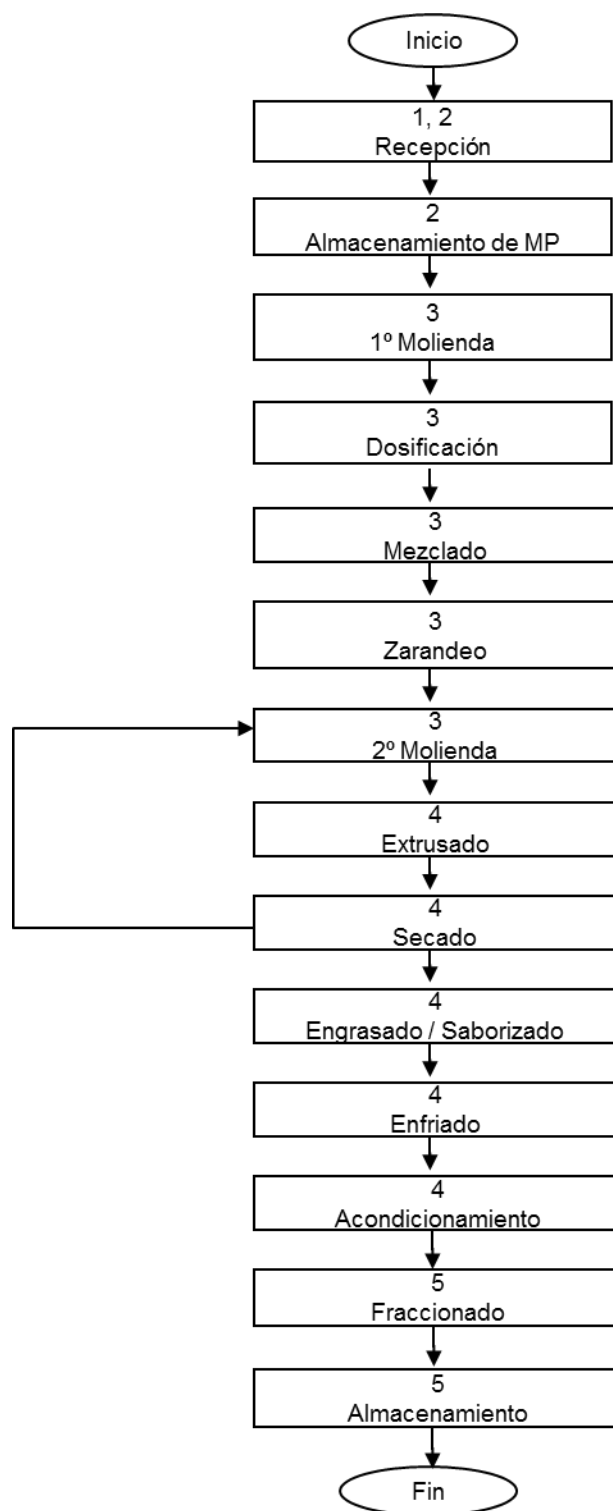 Inicio
1, 2
Recepción
2
Almacenamiento de MP
3
1º Molienda
3
Dosificación
3
Mezclado
3
Zarandeo
3
2º Molienda
4
Extrusado
4
Secado
4
Engrasado / Saborizado
4
Enfriado
4
Acondicionamiento
5
Fraccionado
5
Almacenamiento
Fin